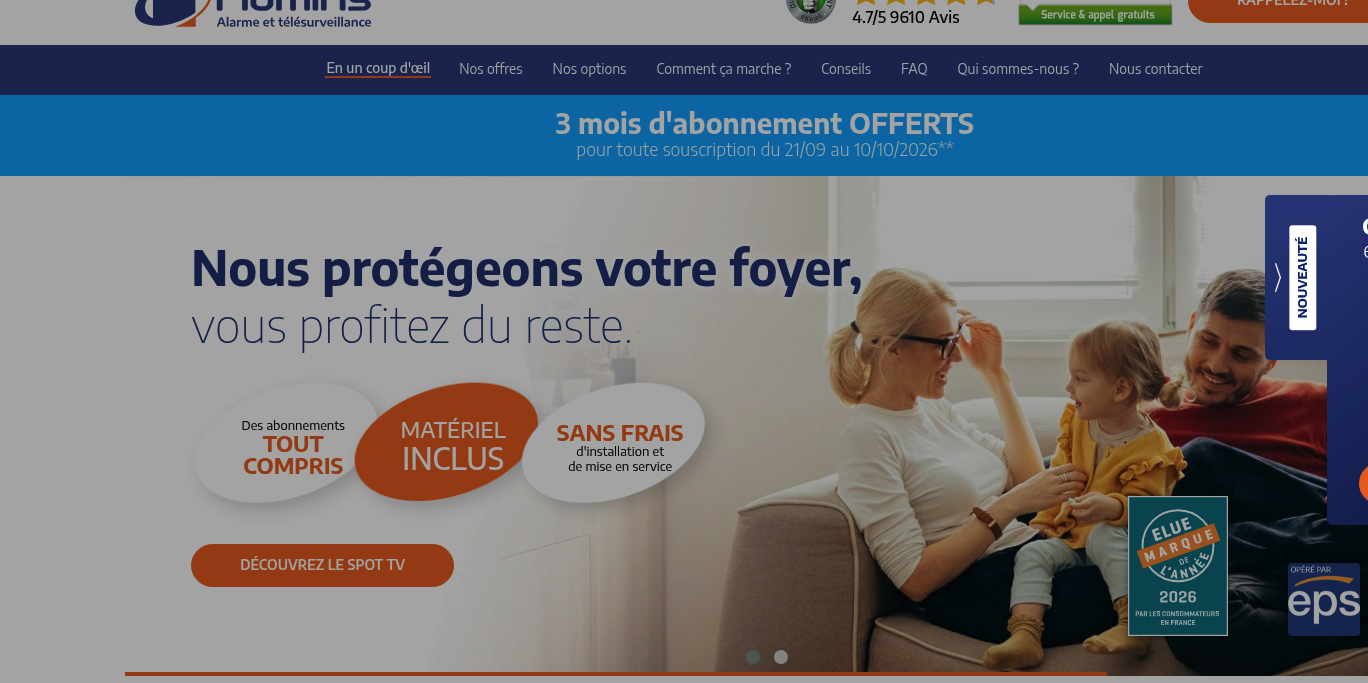 Alarme et télésurveillance
4.7/5 9610 Avis
Service & appel gratuits
En un coup d'œil
Nos offres
Nos options
Comment ça marche ?
Conseils
FAQ
Qui sommes-nous ?
Nous contacter
3 mois d'abonnement OFFERTS
pour toute souscription du 21/09 au 10/10/2026**
Nous protégeons votre foyer,
vous profitez du reste.
Des abonnements
TOUT
COMPRIS
MATÉRIEL
INCLUS
SANS FRAIS
d'installation et
de mise en service
DÉCOUVREZ LE SPOT TV
NOUVEAUTÉ
ELUE
MARQUE
DE
L'ANNÉE
2026
PAR LES CONSOMMATEURS
EN FRANCE
OPÉRÉ PAR
eps